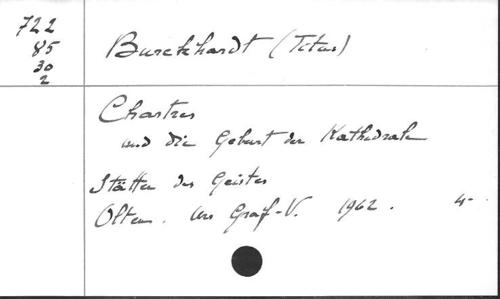 722
85
30
2
Burckhardt (Titus)
Chartres
und die Geburt der Kathedrale
Stätten des Geistes
Olten. Urs Graf-V. 1962. 4-